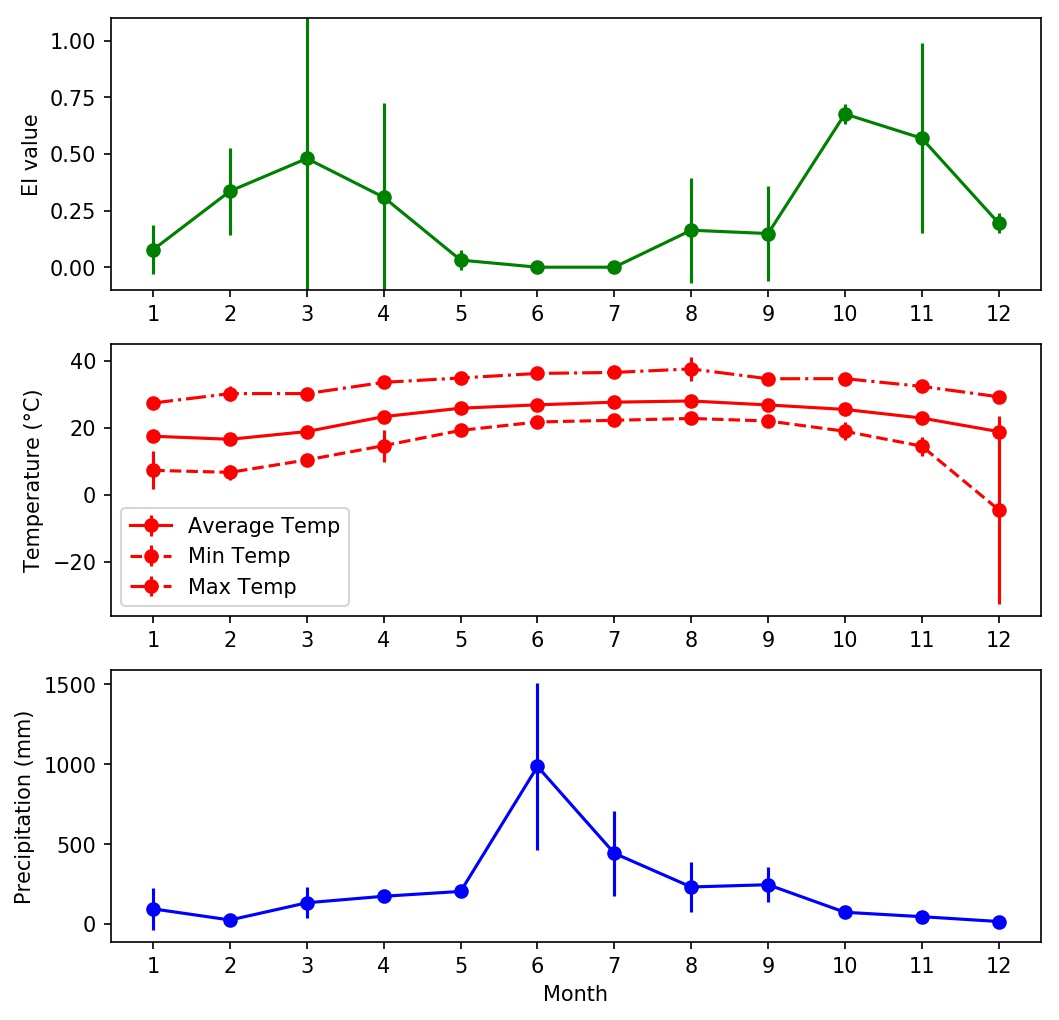 EI value
1.00
0.75
0.50
0.25
0.00
1 2 3 4 5 6 7 8 9 10 11 12
Temperature (°C)
40
20
0
−20
Average Temp
Min Temp
Max Temp
1 2 3 4 5 6 7 8 9 10 11 12
Precipitation (mm)
1500
1000
500
0
1 2 3 4 5 6 7 8 9 10 11 12
Month